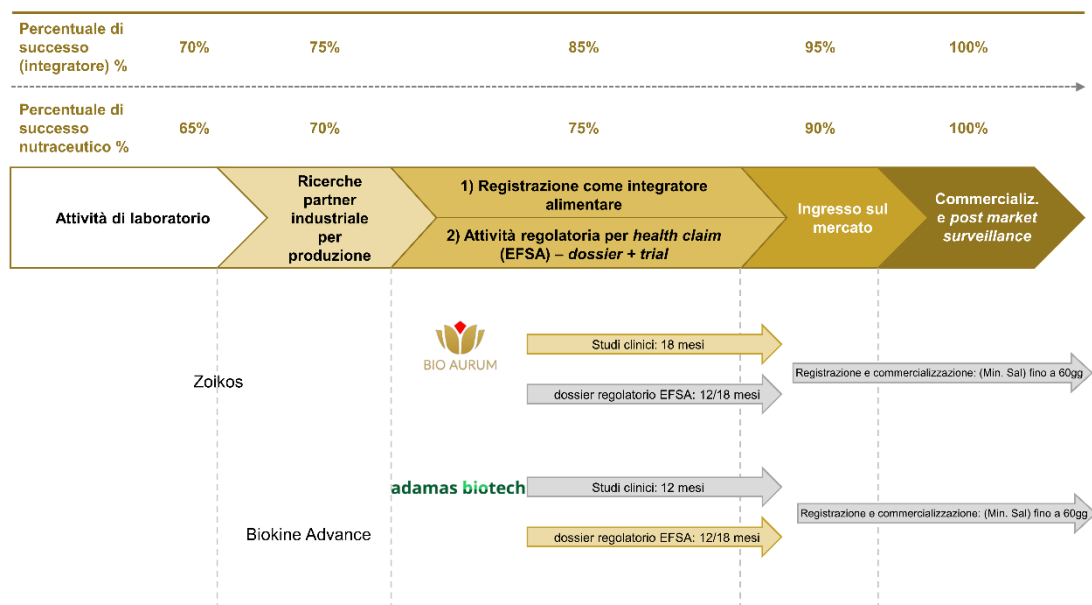 Percentuale di
successo
(integratore) %
70%
75%
85%
95%
100%
Percentuale di
successo
nutraceutico %
65%
70%
75%
90%
100%
Attività di laboratorio
Ricerche
partner
industriale
per
produzione
1) Registrazione come integratore
alimentare
2) Attività regolatoria per health claim
(EFSA) – dossier + trial
Ingresso sul
mercato
Commercializ.
e post market
surveillance
BIO AURUM
Studi clinici: 18 mesi
Zoikos
dossier regolatorio EFSA: 12/18 mesi
Registrazione e commercializzazione: (Min. Sal) fino a 60gg
adamas biotech
Studi clinici: 12 mesi
Biokine Advance
dossier regolatorio EFSA: 12/18 mesi
Registrazione e commercializzazione: (Min. Sal) fino a 60gg